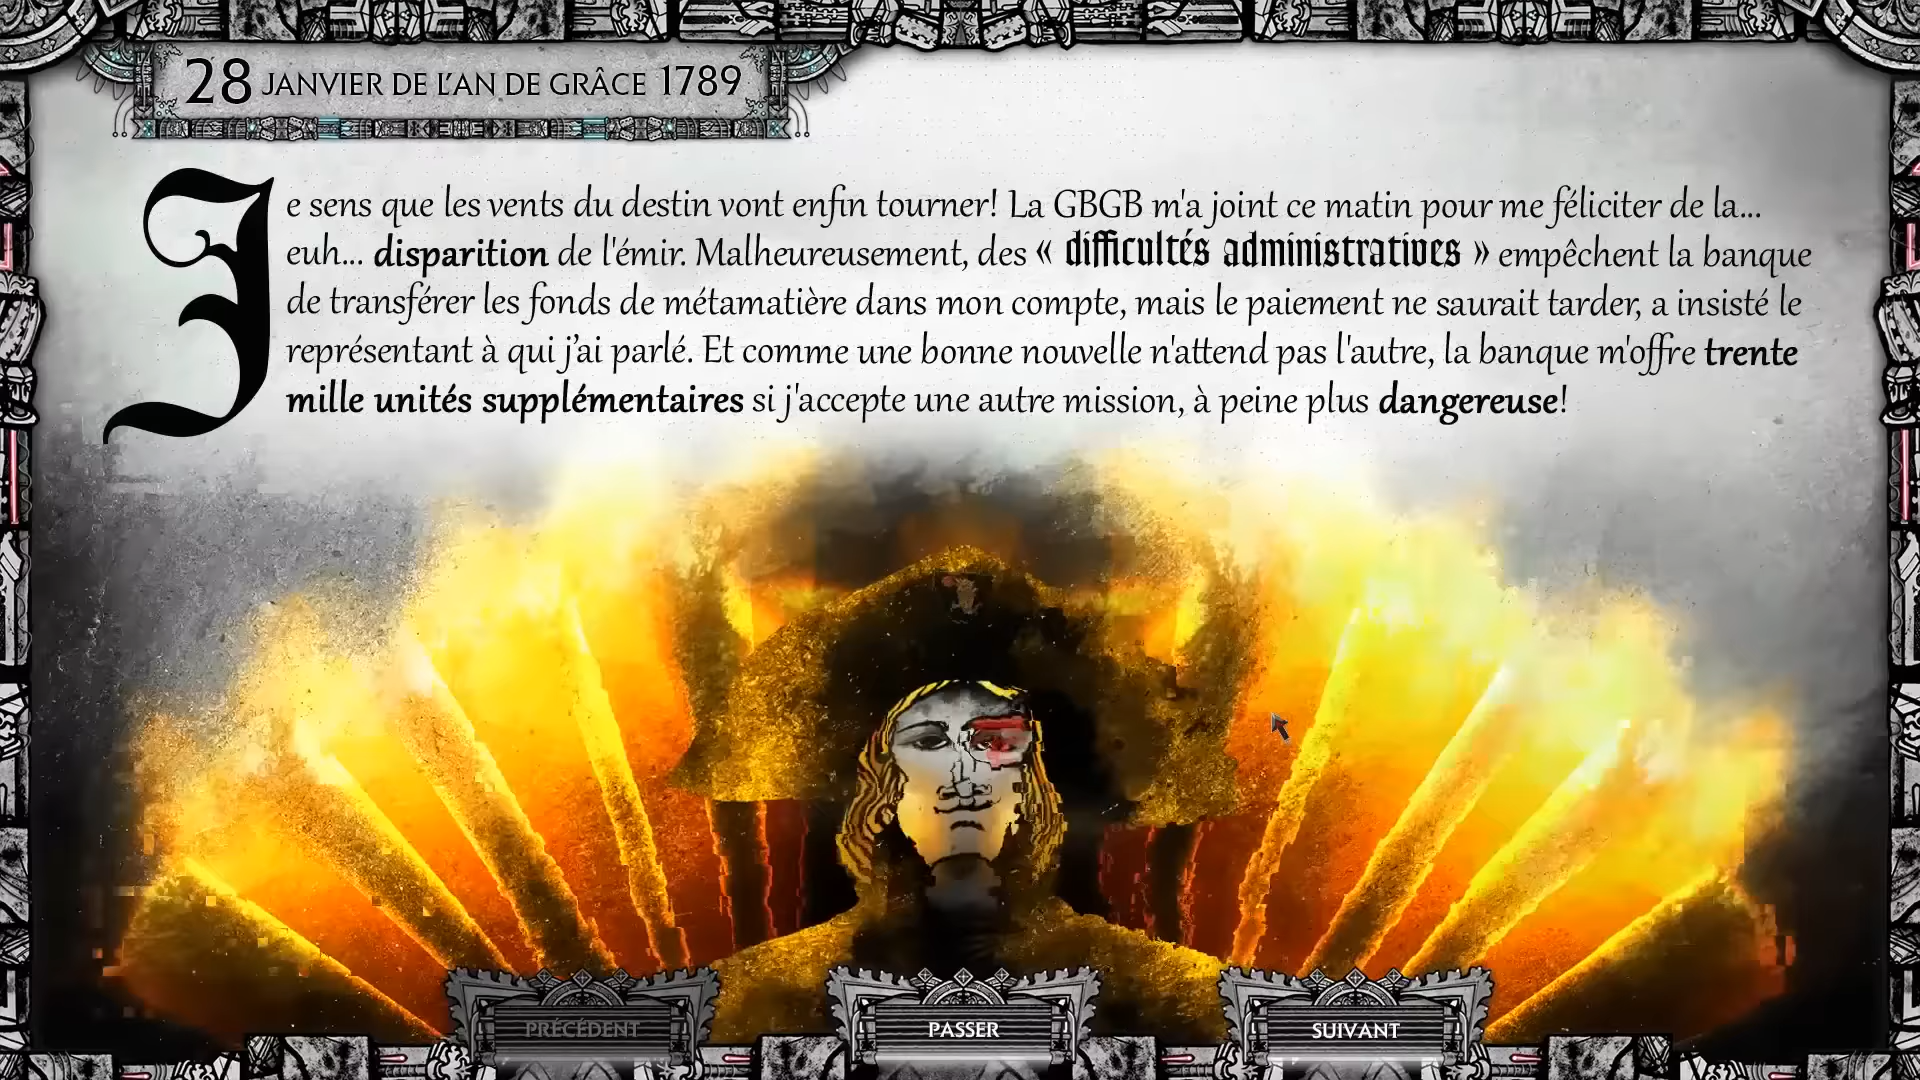 28 JANVIER DE L'AN DE GRÂCE 1789
Je sens que les vents du destin vont enfin tourner! La GBGB m'a joint ce matin pour me féliciter de la...
euh... disparition de l'émir. Malheureusement, des « difficultés administratives » empêchent la banque
de transférer les fonds de métamatière dans mon compte, mais le paiement ne saurait tarder, a insisté le
représentant à qui j’ai parlé. Et comme une bonne nouvelle n'attend pas l'autre, la banque m'offre trente
mille unités supplémentaires si j'accepte une autre mission, à peine plus dangereuse!
PRÉCÉDENT
PASSER
SUIVANT